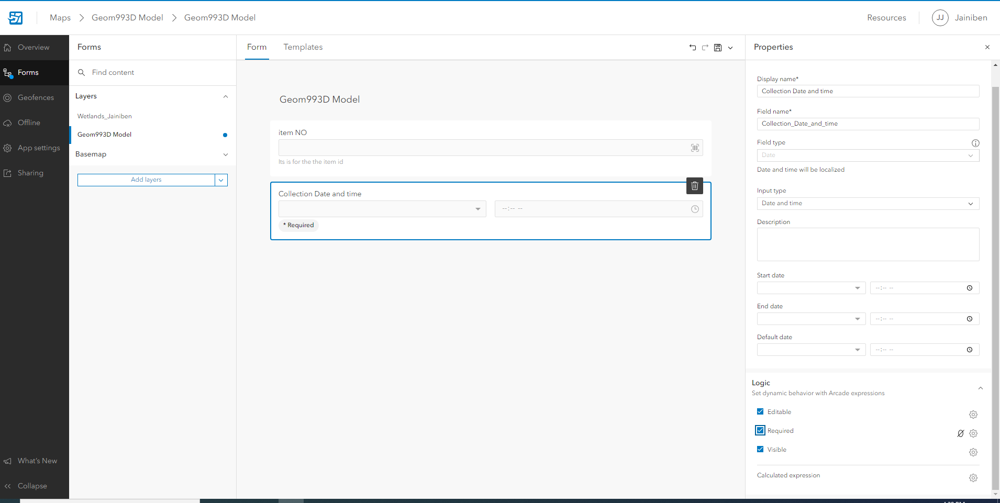 Maps > Geom993D Model > Geom993D Model
Resources
JJ
Jainiben
Overview
Forms
Geofences
Offline
App settings
Sharing
What's New
Collapse
Forms
Find content
Layers
Wetlands_Jainiben
Geom993D Model
Basemap
Add layers
Form
Templates
Geom993D Model
item NO
Its is for the the item id
Collection Date and time
--:-- --
* Required
Properties
Display name*
Collection Date and time
Field name*
Collection_Date_and_time
Field type
Date
Date and time will be localized
Input type
Date and time
Description
Start date
--:-- --
End date
--:-- --
Default date
--:-- --
Logic
Set dynamic behavior with Arcade expressions
Editable
Required
Visible
Calculated expression